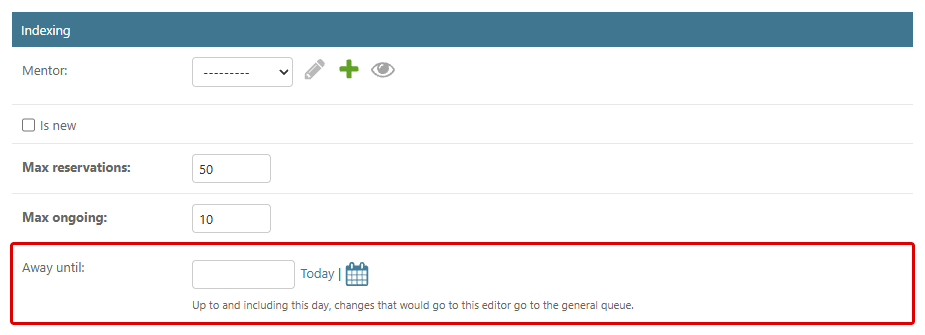 Indexing
Mentor: ---------
Is new
Max reservations: 50
Max ongoing: 10
Away until: Today |
Up to and including this day, changes that would go to this editor go to the general queue.